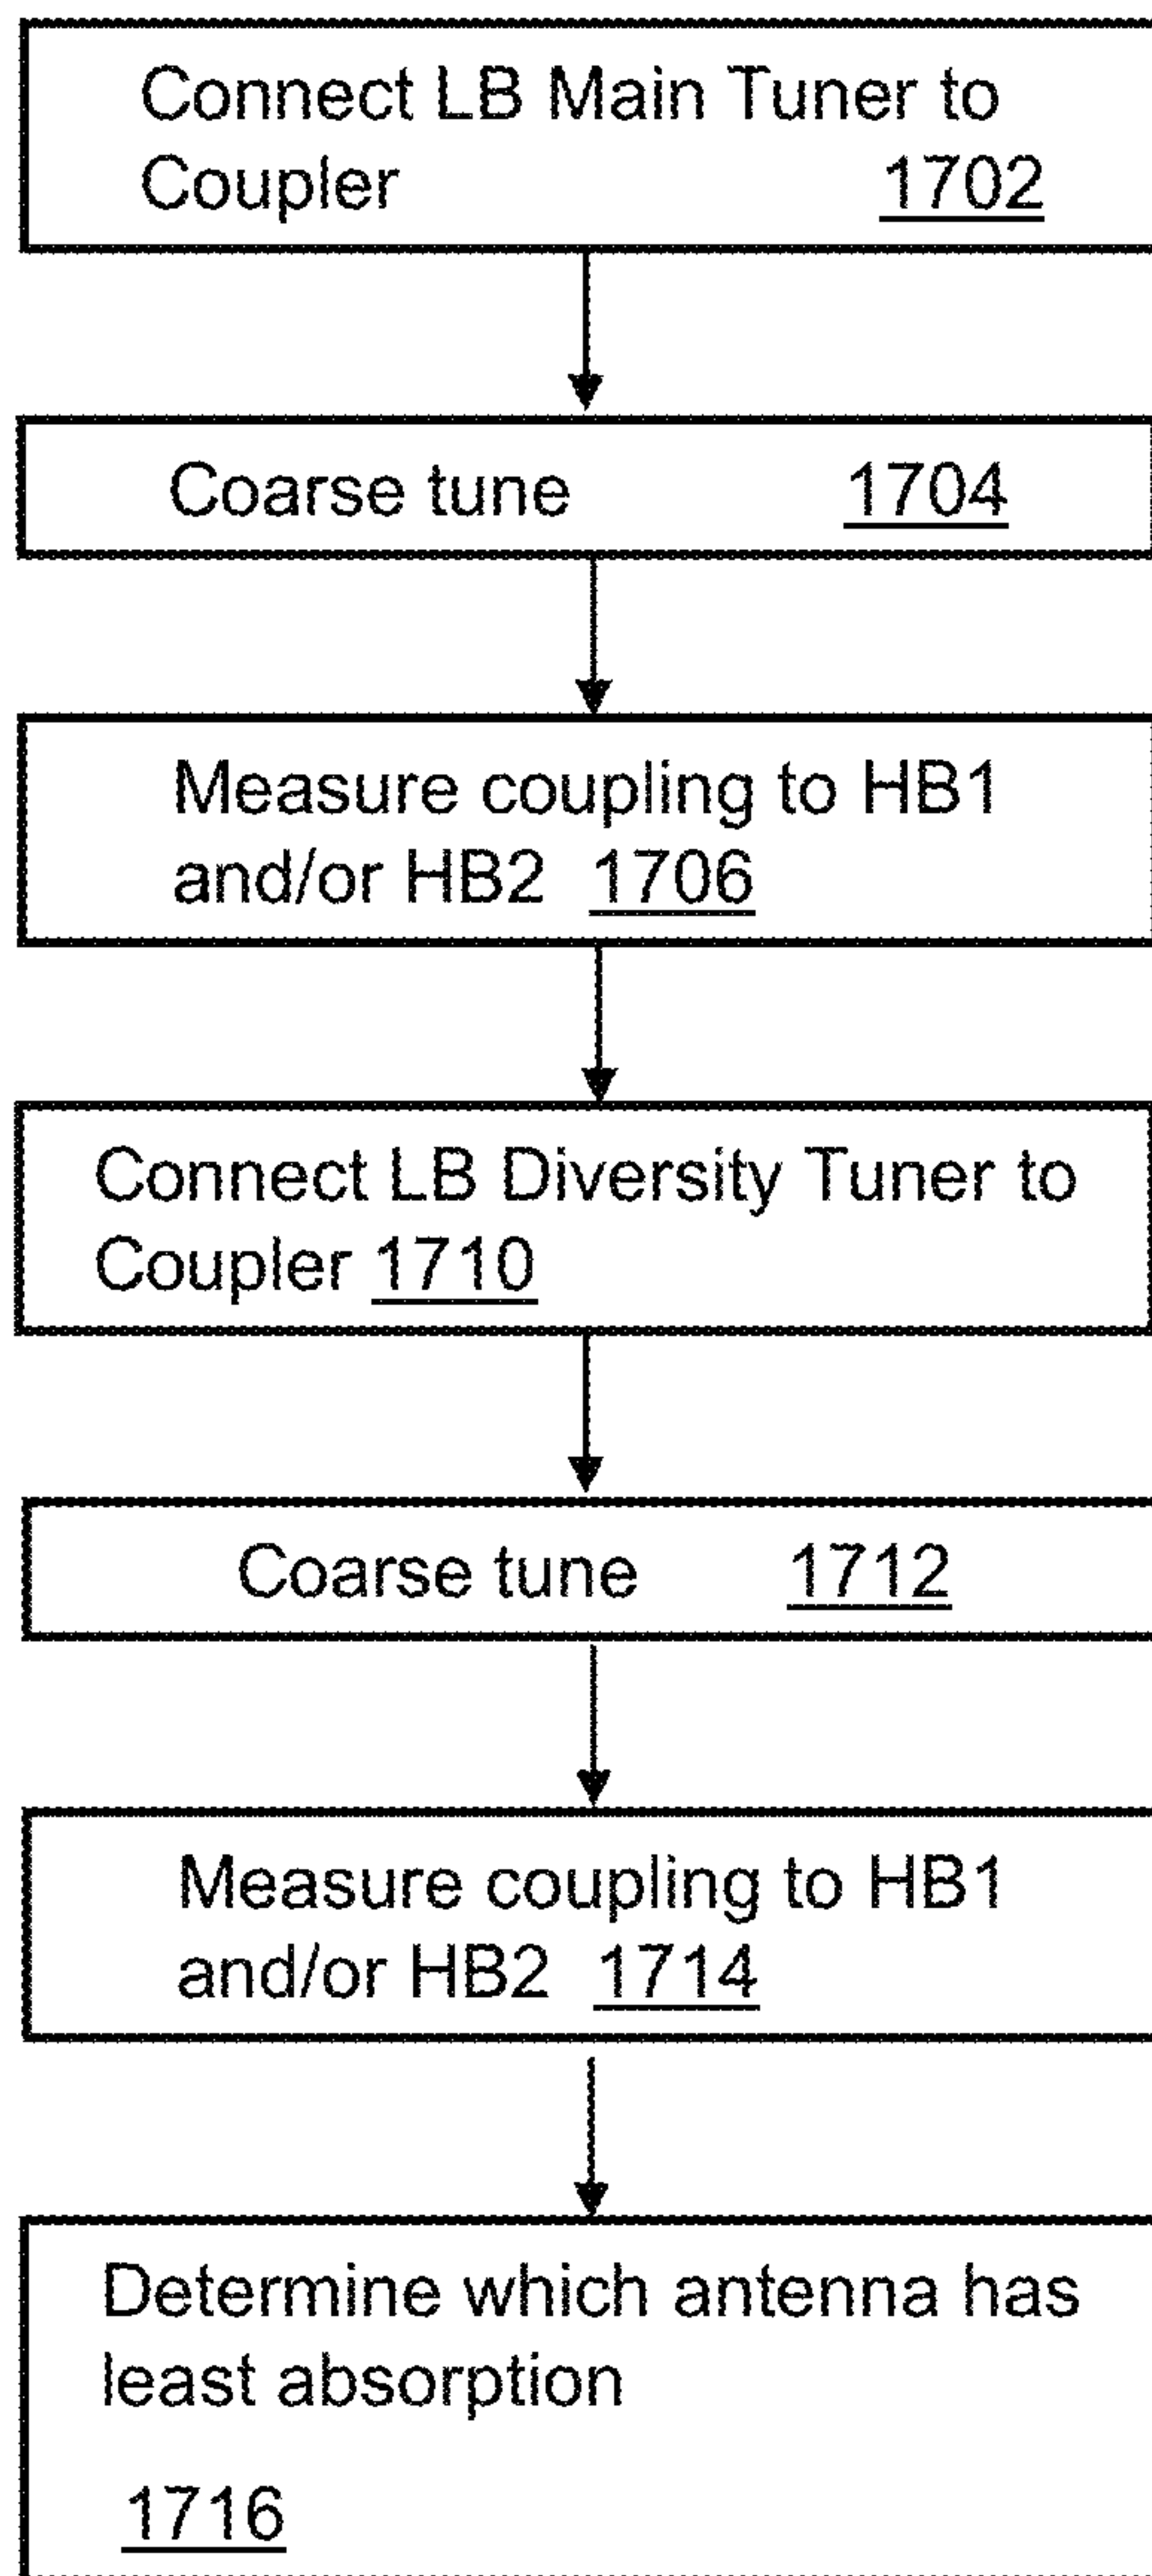 Connect LB Main Tuner to
Coupler 1702
Coarse tune 1704
Measure coupling to HB1
and/or HB2 1706
Connect LB Diversity Tuner to
Coupler 1710
Coarse tune 1712
Measure coupling to HB1
and/or HB2 1714
Determine which antenna has
least absorption
1716